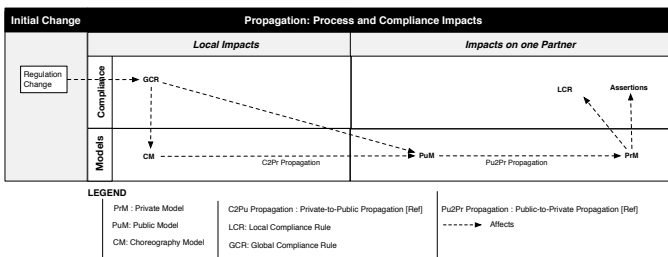 Initial Change
Propagation: Process and Compliance Impacts
Local Impacts
Impacts on one Partner
Compliance
Regulation
Change
GCR
LCR
Assertions
Models
CM
C2Pr Propagation
PuM
Pu2Pr Propagation
PrM
LEGEND
PrM : Private Model
PuM: Public Model
CM: Choreography Model
C2Pu Propagation : Private-to-Public Propagation [Ref]
LCR: Local Compliance Rule
GCR: Global Compliance Rule
Pu2Pr Propagation : Public-to-Private Propagation [Ref]
Affects